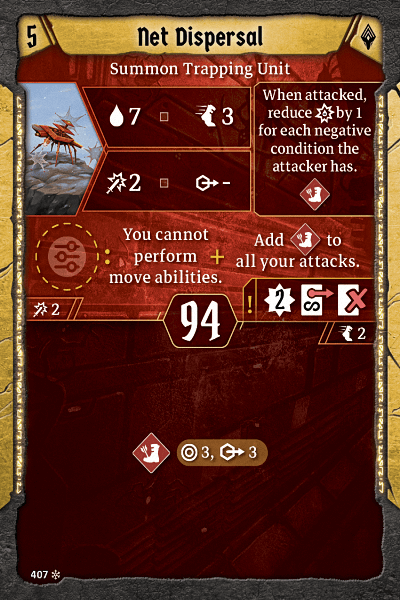 5
Net Dispersal
Summon Trapping Unit
7
3
2
-
When attacked,
reduce by 1
for each negative
condition the
attacker has.
:
You cannot
perform
move abilities.
+
Add to
all your attacks.
2
94
!
2
S
2
3, 3
407